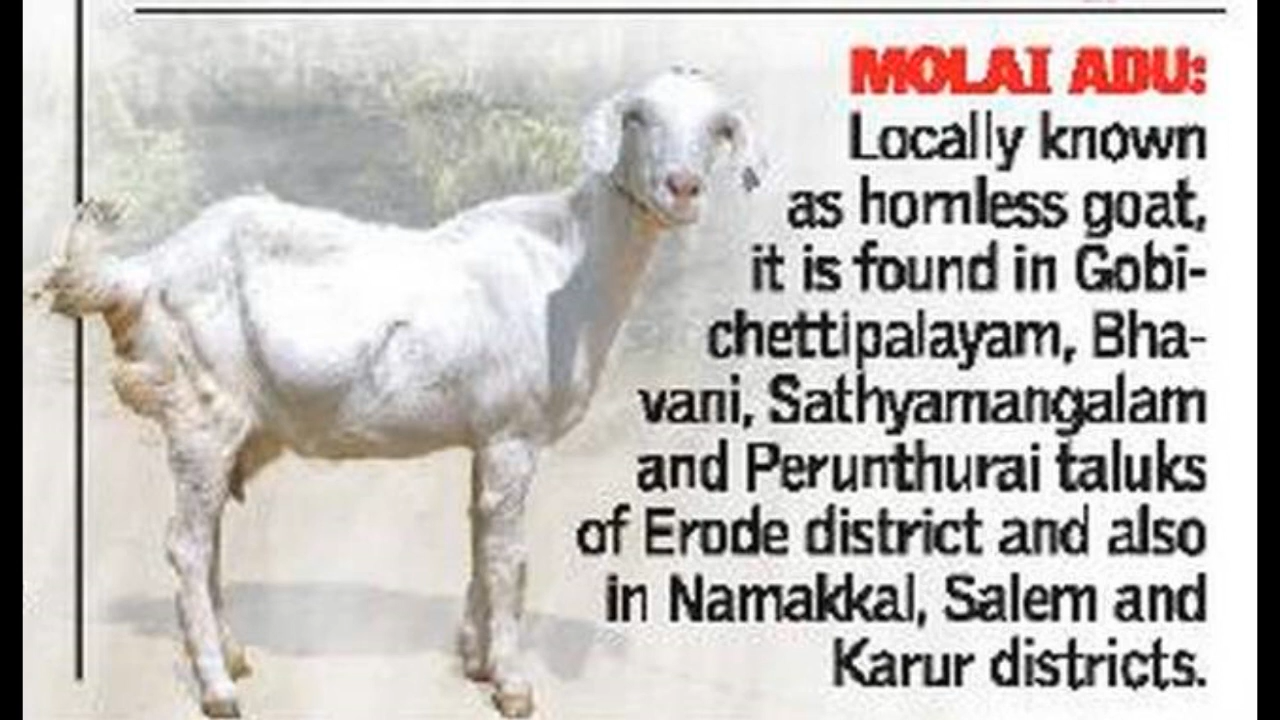 MOLAI ADU:
Locally known
as hornless goat,
it is found in Gobi-
chettipalayam, Bha-
vani, Sathyamangalam
and Perunthurai taluks
of Erode district and also
in Namakkal, Salem and
Karur districts.